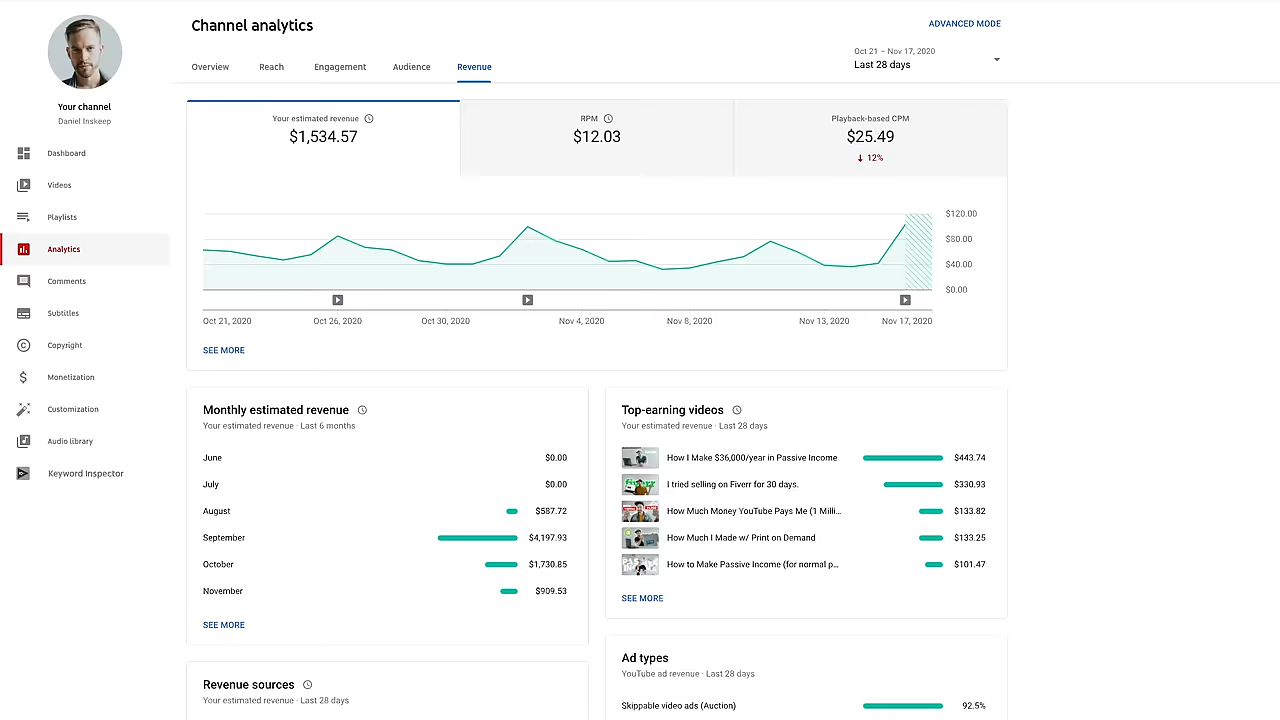 Channel analytics
ADVANCED MODE
Oct 21 – Nov 17, 2020
Last 28 days
Overview
Reach
Engagement
Audience
Revenue
Your channel
Daniel Inskeep
Dashboard
Videos
Playlists
Analytics
Comments
Subtitles
Copyright
Monetization
Customization
Audio library
Keyword Inspector
Your estimated revenue
$1,534.57
RPM
$12.03
Playback-based CPM
$25.49
12%
$120.00
$80.00
$40.00
$0.00
Oct 21, 2020
Oct 26, 2020
Oct 30, 2020
Nov 4, 2020
Nov 8, 2020
Nov 13, 2020
Nov 17, 2020
SEE MORE
Monthly estimated revenue
Your estimated revenue · Last 6 months
June $0.00
July $0.00
August $587.72
September $4,197.93
October $1,730.85
November $909.53
SEE MORE
Top-earning videos
Your estimated revenue · Last 28 days
How I Make $36,000/year in Passive Income $443.74
I tried selling on Fiverr for 30 days. $330.93
How Much Money YouTube Pays Me (1 Milli... $133.82
How Much I Made w/ Print on Demand $133.25
How to Make Passive Income (for normal p... $101.47
SEE MORE
Revenue sources
Your estimated revenue · Last 28 days
Ad types
YouTube ad revenue · Last 28 days
Skippable video ads (Auction) 92.5%